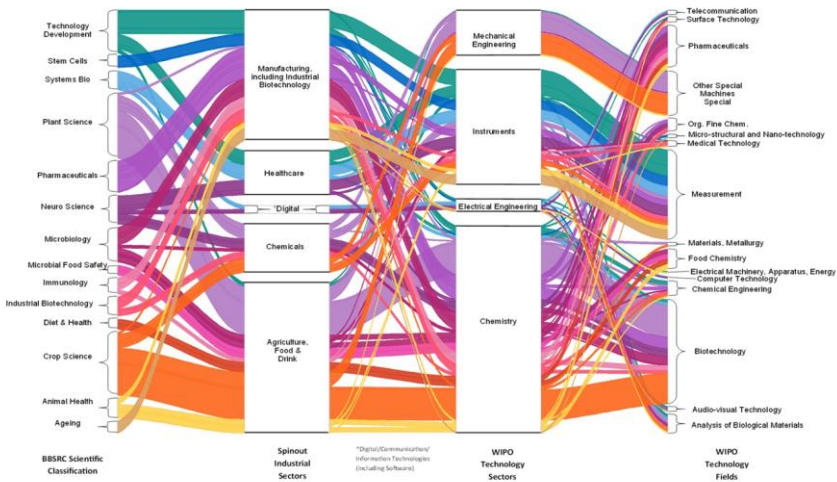 Technology
Development
Stem Cells
Systems Bio
Plant Science
Pharmaceuticals
Neuro Science
Microbiology
Microbial Food Safety
Immunology
Industrial Biotechnology
Diet & Health
Crop Science
Animal Health
Ageing
BBSRC Scientific
Classification
Manufacturing,
including Industrial
Biotechnology
Healthcare
*Digital
Chemicals
Agriculture,
Food &
Drink
Spinout
Industrial
Sectors
*Digital/Communication/
Information Technologies
(including Software)
Mechanical
Engineering
Instruments
Electrical Engineering
Chemistry
WIPO
Technology
Sectors
Telecommunication
Surface Technology
Pharmaceuticals
Other Special
Machines
Special
Org. Fine Chem.
Micro-structural and Nano-technology
Medical Technology
Measurement
Materials, Metallurgy
Food Chemistry
Electrical Machinery, Apparatus, Energy
Computer Technology
Chemical Engineering
Biotechnology
Audio-visual Technology
Analysis of Biological Materials
WIPO
Technology
Fields